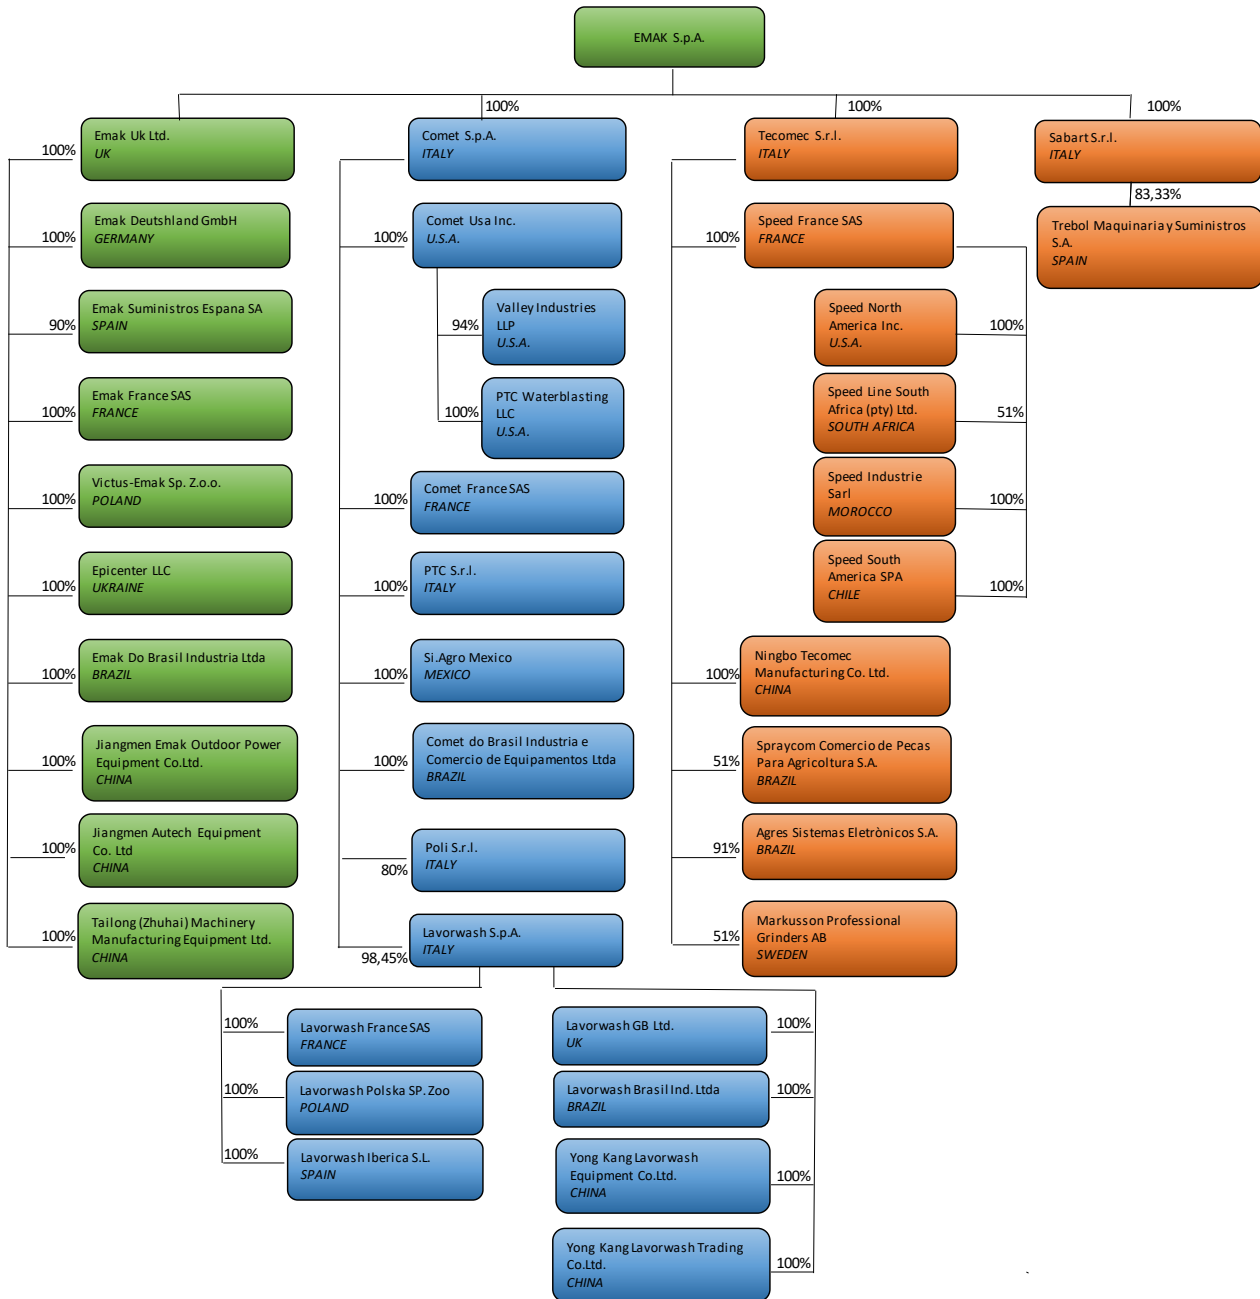 EMAK S.p.A.
100%
100%
100%
Emak Uk Ltd.
UK
100%
Emak Deutshland GmbH
GERMANY
100%
Emak Suministros Espana SA
SPAIN
90%
Emak France SAS
FRANCE
100%
Victus-Emak Sp. Z.o.o.
POLAND
100%
Epicenter LLC
UKRAINE
100%
Emak Do Brasil Industria Ltda
BRAZIL
100%
Jiangmen Emak Outdoor Power
Equipment Co.Ltd.
CHINA
100%
Jiangmen Autech Equipment
Co. Ltd
CHINA
100%
Tailong (Zhuhai) Machinery
Manufacturing Equipment Ltd.
CHINA
100%
Comet S.p.A.
ITALY
Comet Usa Inc.
U.S.A.
100%
Valley Industries
LLP
U.S.A.
94%
PTC Waterblasting
LLC
U.S.A.
100%
Comet France SAS
FRANCE
100%
PTC S.r.l.
ITALY
100%
Si.Agro Mexico
MEXICO
100%
Comet do Brasil Industria e
Comercio de Equipamentos Ltda
BRAZIL
100%
Poli S.r.l.
ITALY
80%
Lavorwash S.p.A.
ITALY
98,45%
Lavorwash France SAS
FRANCE
100%
Lavorwash Polska SP. Zoo
POLAND
100%
Lavorwash Iberica S.L.
SPAIN
100%
Lavorwash GB Ltd.
UK
100%
Lavorwash Brasil Ind. Ltda
BRAZIL
100%
Yong Kang Lavorwash
Equipment Co.Ltd.
CHINA
100%
Yong Kang Lavorwash Trading
Co.Ltd.
CHINA
100%
Tecomec S.r.l.
ITALY
Speed France SAS
FRANCE
100%
Speed North
America Inc.
U.S.A.
100%
Speed Line South
Africa (pty) Ltd.
SOUTH AFRICA
51%
Speed Industrie
Sarl
MOROCCO
100%
Speed South
America SPA
CHILE
100%
Ningbo Tecomec
Manufacturing Co. Ltd.
CHINA
100%
Spraycom Comercio de Pecas
Para Agricoltura S.A.
BRAZIL
51%
Agres Sistemas Eletrònicos S.A.
BRAZIL
91%
Markusson Professional
Grinders AB
SWEDEN
51%
Sabart S.r.l.
ITALY
83,33%
Trebol Maquinaria y Suministros
S.A.
SPAIN